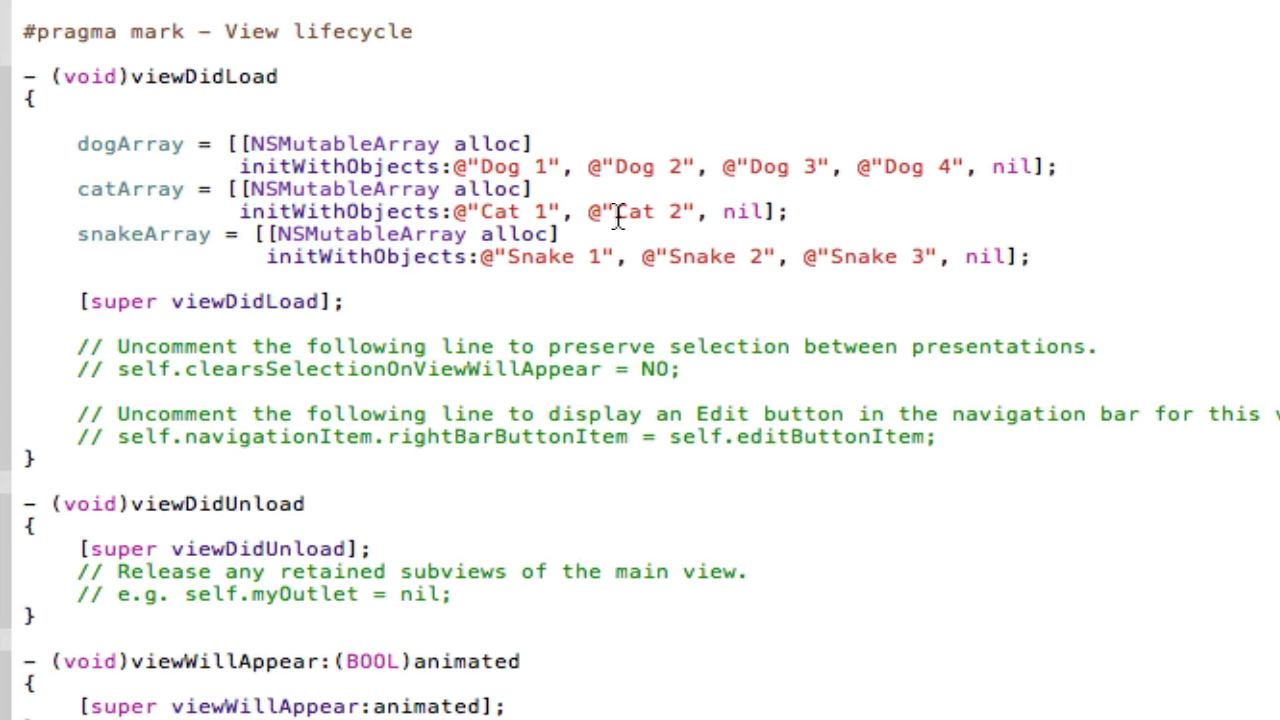 #pragma mark - View lifecycle
- (void)viewDidLoad
{
dogArray = [[NSMutableArray alloc]
initWithObjects:@"Dog 1", @"Dog 2", @"Dog 3", @"Dog 4", nil];
catArray = [[NSMutableArray alloc]
initWithObjects:@"Cat 1", @"Cat 2", nil];
snakeArray = [[NSMutableArray alloc]
initWithObjects:@"Snake 1", @"Snake 2", @"Snake 3", nil];
[super viewDidLoad];
// Uncomment the following line to preserve selection between presentations.
// self.clearsSelectionOnViewWillAppear = NO;
// Uncomment the following line to display an Edit button in the navigation bar for this
// self.navigationItem.rightBarButtonItem = self.editButtonItem;
}
- (void)viewDidUnload
{
[super viewDidUnload];
// Release any retained subviews of the main view.
// e.g. self.myOutlet = nil;
}
- (void)viewWillAppear:(BOOL)animated
{
[super viewWillAppear:animated];